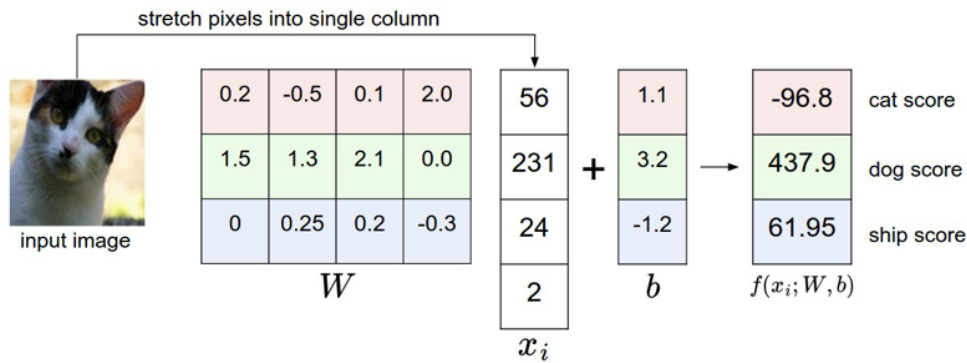 stretch pixels into single column
0.2 -0.5 0.1 2.0 56 1.1 -96.8 cat score
1.5 1.3 2.1 0.0 231 + 3.2 437.9 dog score
0 0.25 0.2 -0.3 24 -1.2 61.95 ship score
input image
W b f(x_i; W, b)
2
x_i